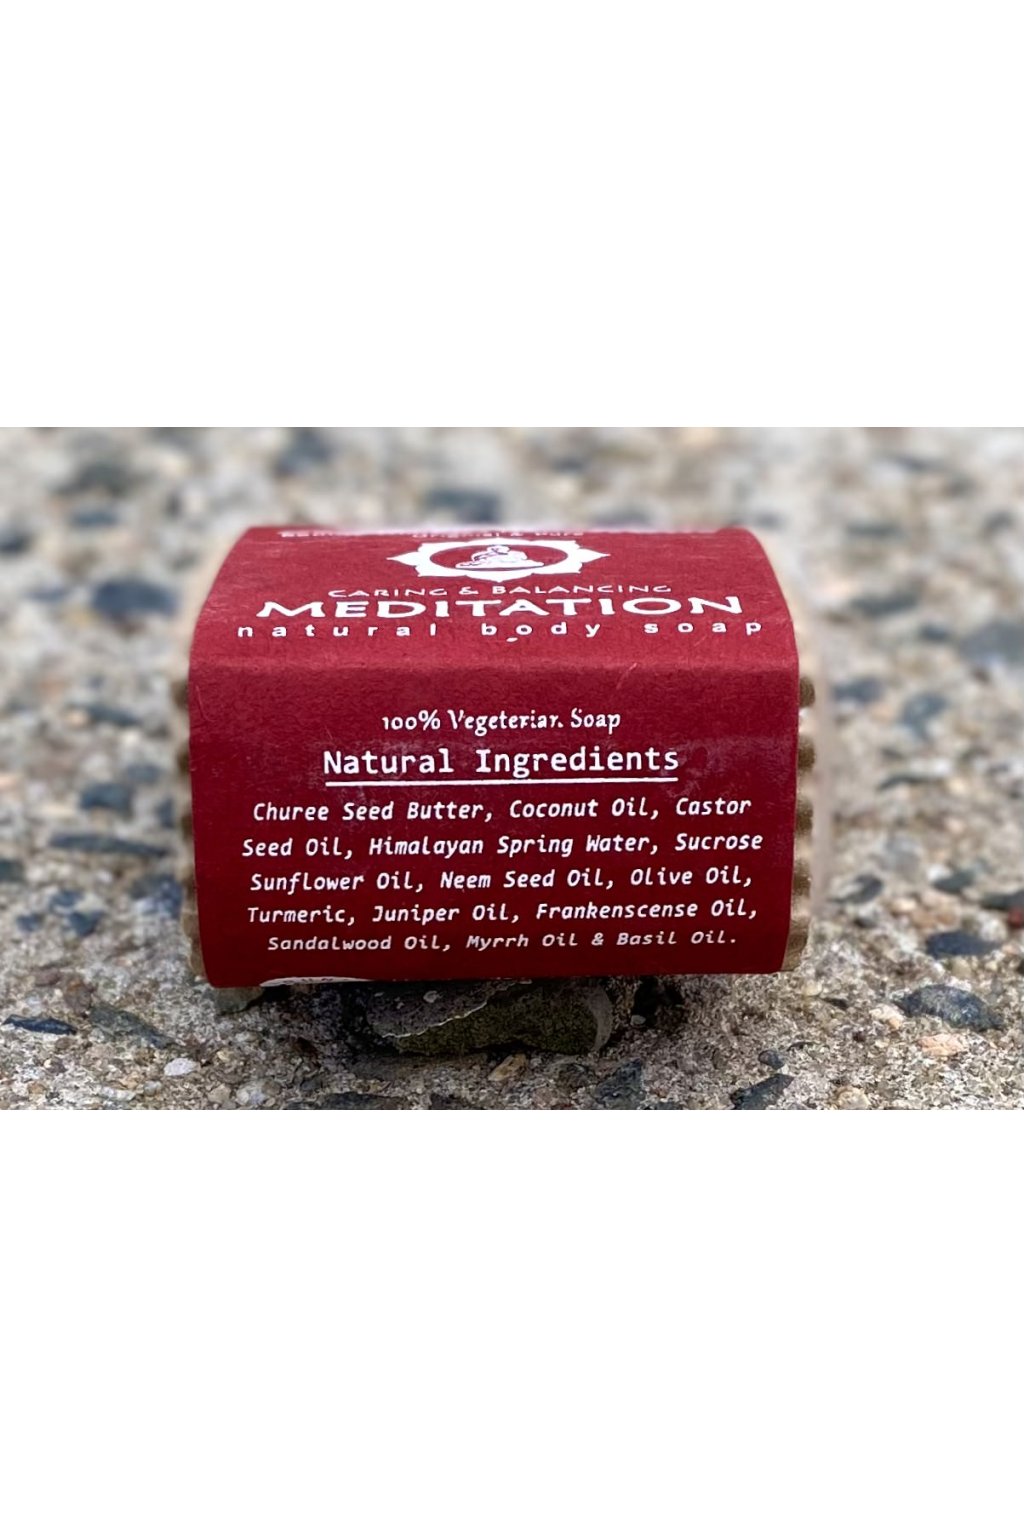 CARING & BALANCING
MEDITATION
natural body soap
100% Vegeterian Soap
Natural Ingredients
Churee Seed Butter, Coconut Oil, Castor
Seed Oil, Himalayan Spring Water, Sucrose
Sunflower Oil, Neem Seed Oil, Olive Oil,
Turmeric, Juniper Oil, Frankenscense Oil,
Sandalwood Oil, Myrrh Oil & Basil Oil.